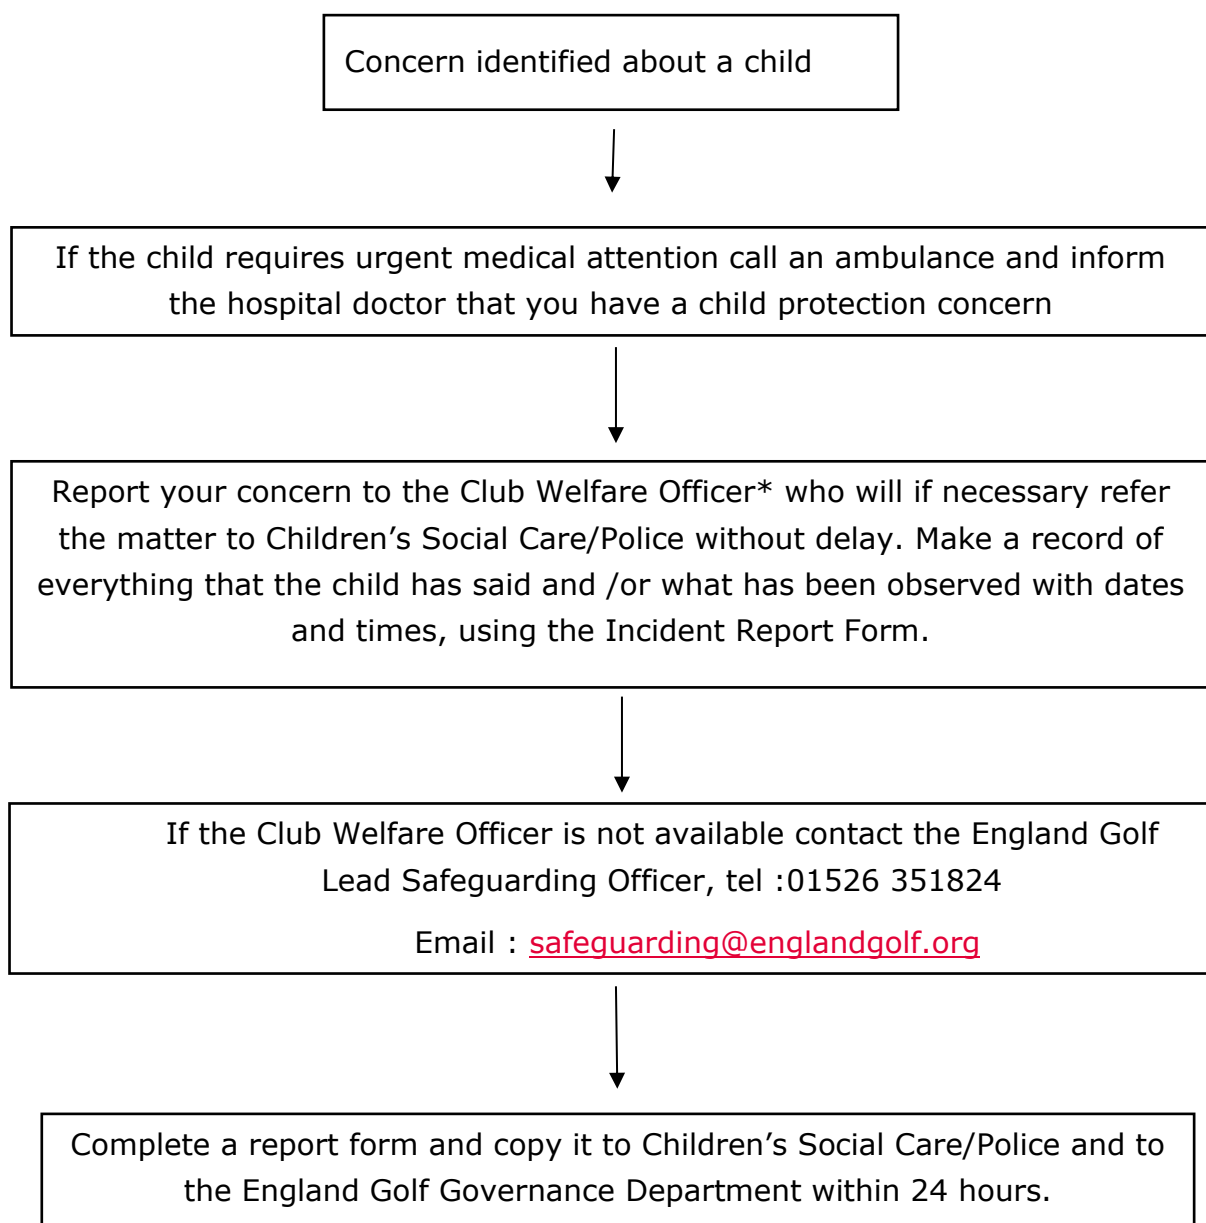 Concern identified about a child
If the child requires urgent medical attention call an ambulance and inform
the hospital doctor that you have a child protection concern
Report your concern to the Club Welfare Officer* who will if necessary refer
the matter to Children’s Social Care/Police without delay. Make a record of
everything that the child has said and /or what has been observed with dates
and times, using the Incident Report Form.
If the Club Welfare Officer is not available contact the England Golf
Lead Safeguarding Officer, tel :01526 351824
Email : safeguarding@englandgolf.org
Complete a report form and copy it to Children’s Social Care/Police and to
the England Golf Governance Department within 24 hours.